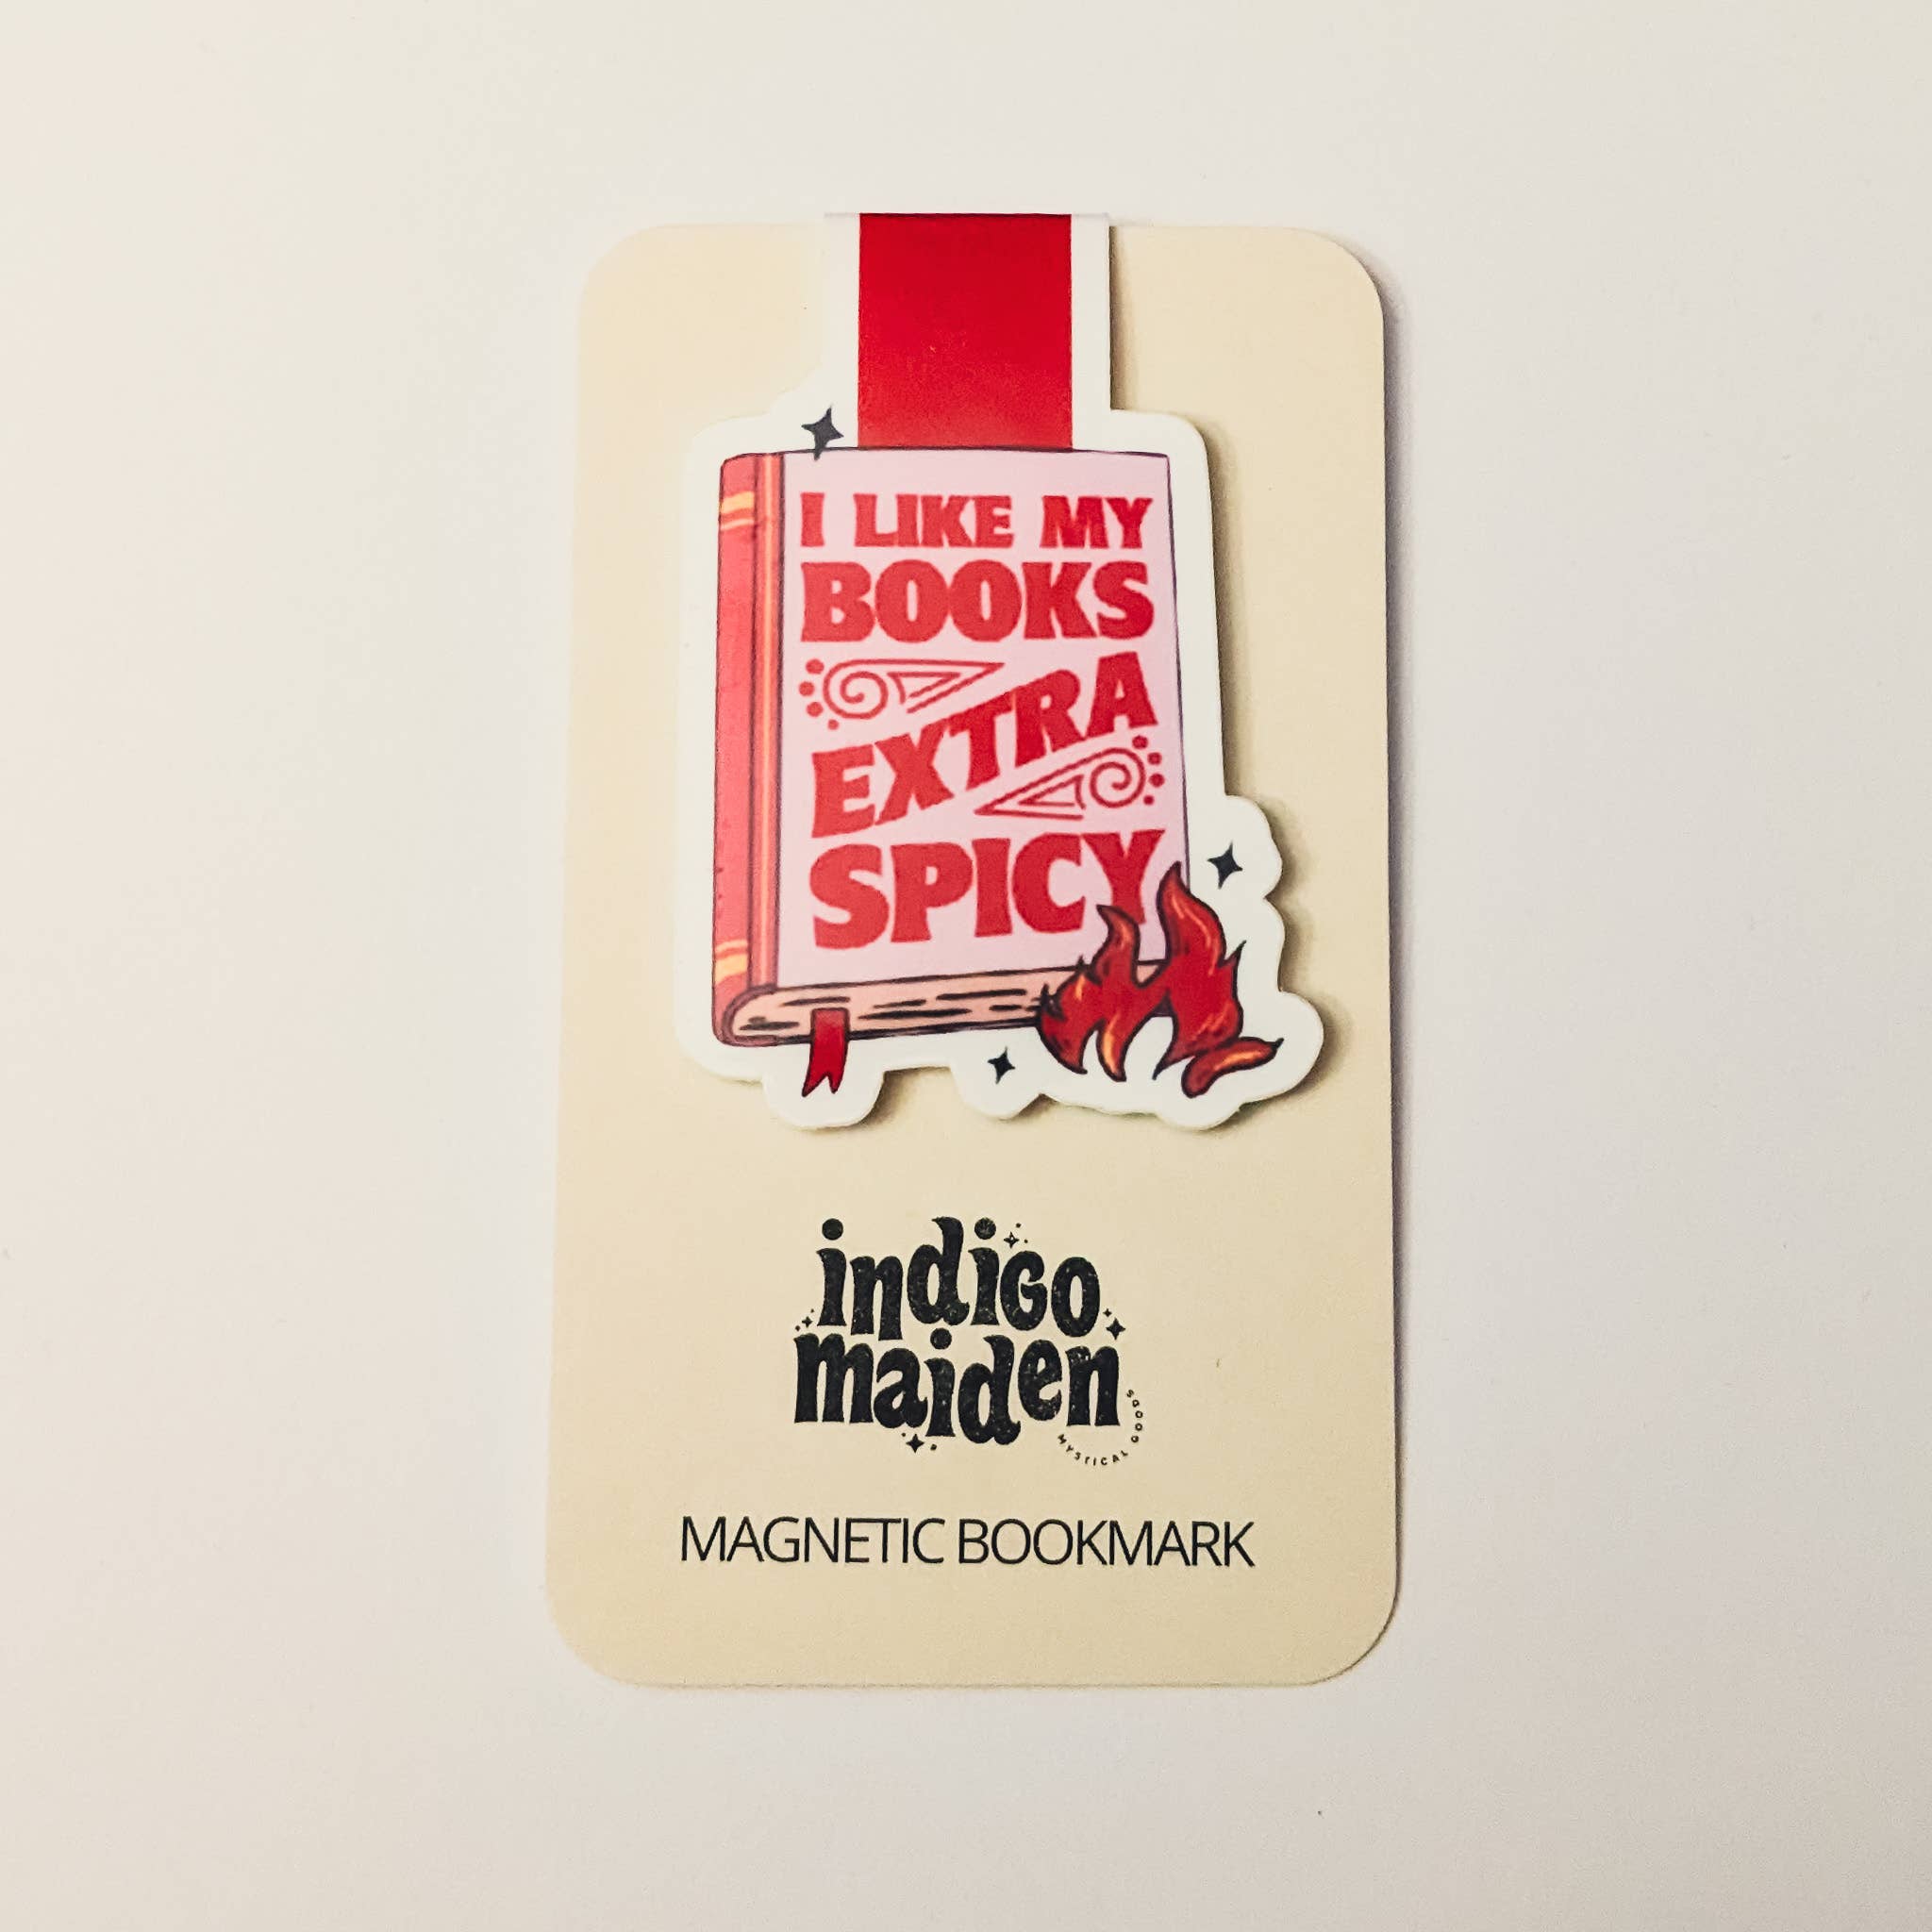 I LIKE MY
BOOKS
EXTRA
SPICY
indigo
maiden
MYSTICAL GOODS
MAGNETIC BOOKMARK